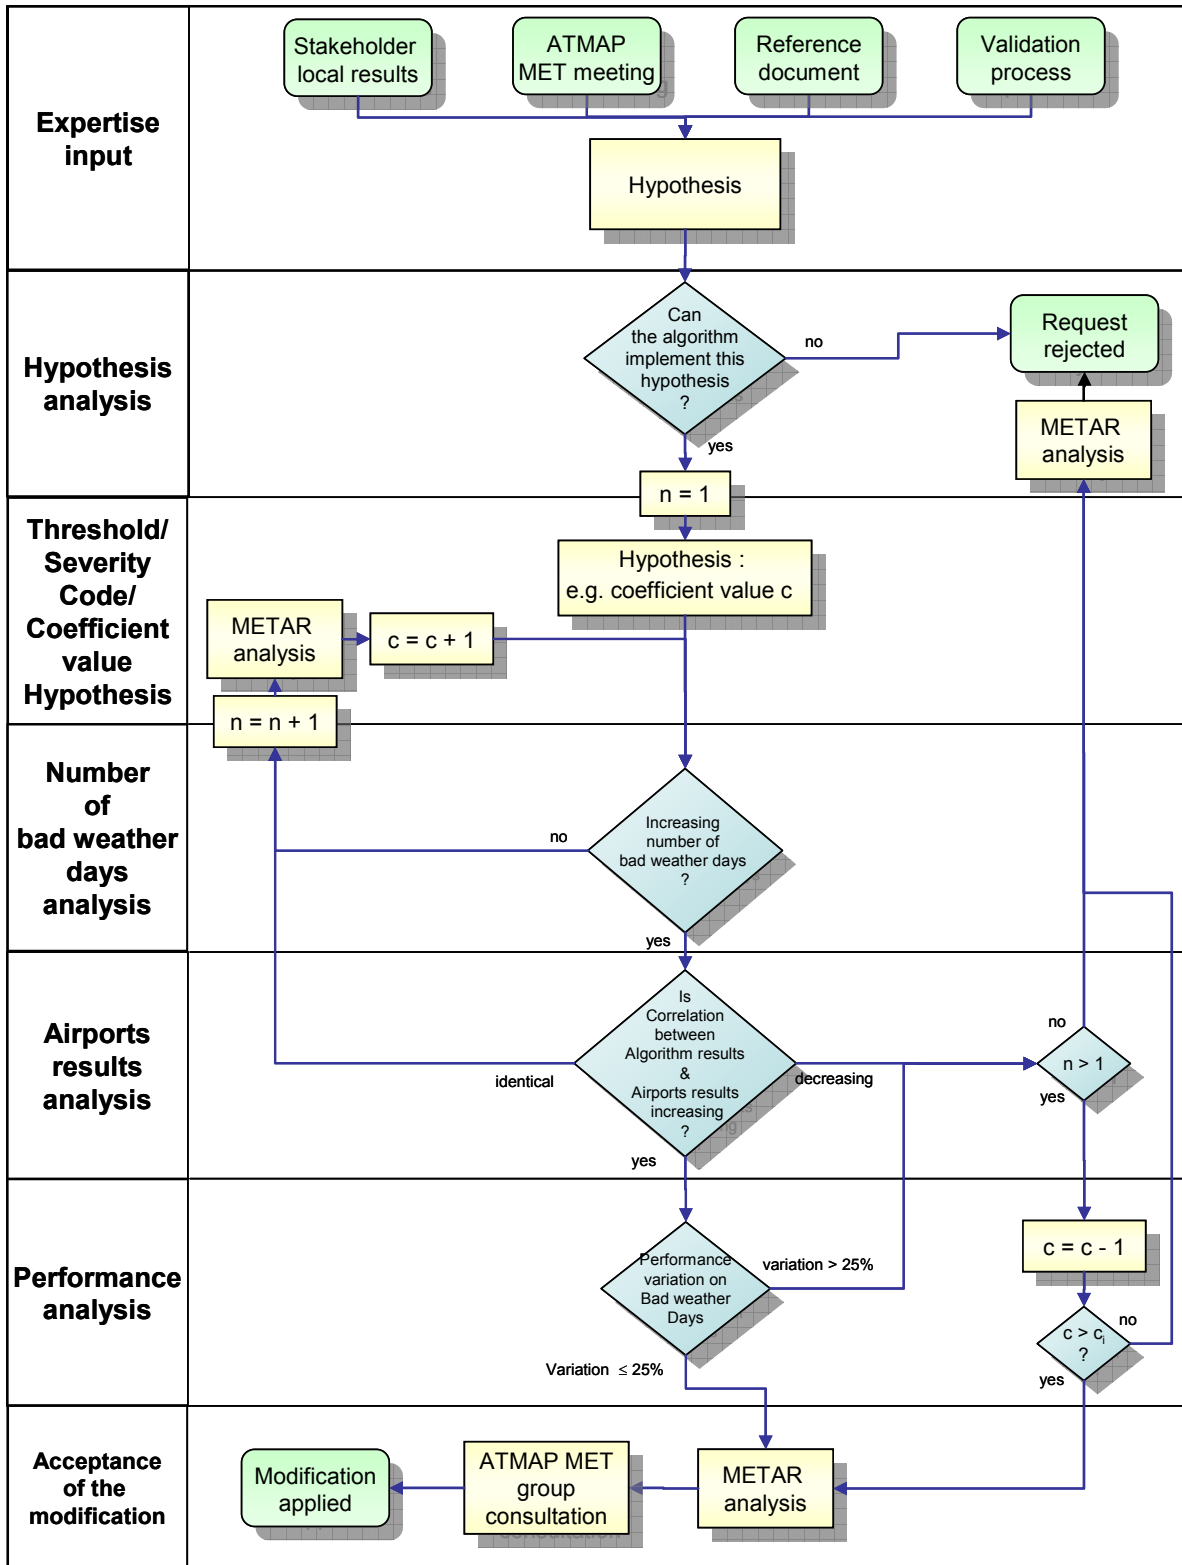 Expertise
input
Stakeholder
local results
ATMAP
MET meeting
Reference
document
Validation
process
Hypothesis
Hypothesis
analysis
Can
the algorithm
implement this
hypothesis
?
no
yes
Request
rejected
METAR
analysis
n = 1
Threshold/
Severity
Code/
Coefficient
value
Hypothesis
Hypothesis :
e.g. coefficient value c
METAR
analysis
c = c + 1
n = n + 1
Number
of
bad weather
days
analysis
Increasing
number of
bad weather days
?
no
yes
Airports
results
analysis
Is
Correlation
between
Algorithm results
&
Airports results
increasing
?
identical
decreasing
yes
n > 1
no
yes
Performance
analysis
Performance
variation on
Bad weather
Days
variation > 25%
Variation ≤ 25%
c = c - 1
c > ci
?
no
yes
Acceptance
of the
modification
Modification
applied
ATMAP MET
group
consultation
METAR
analysis